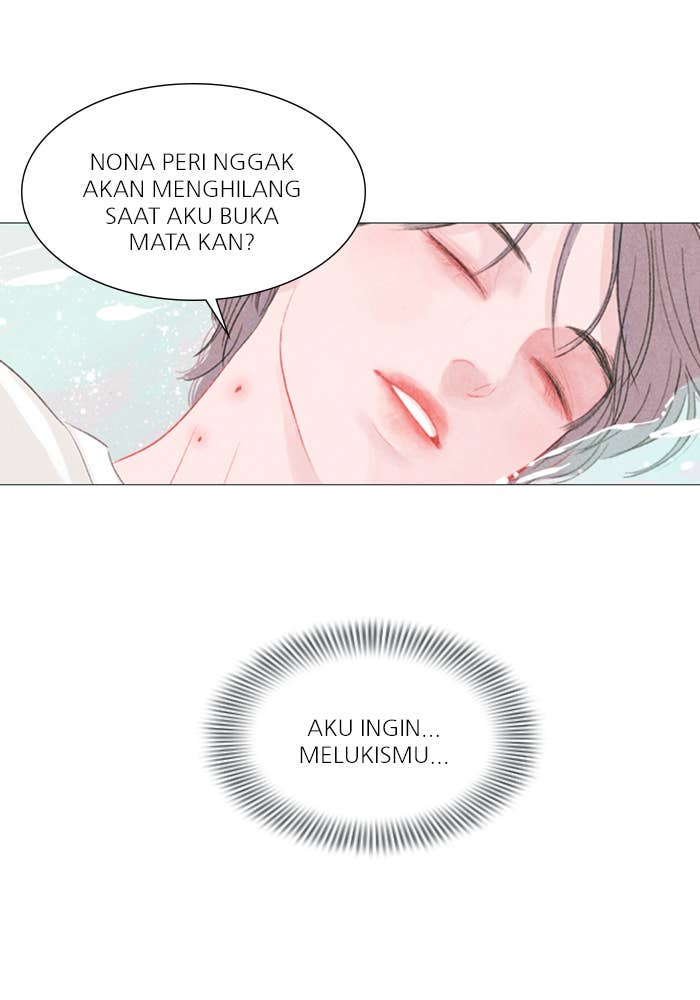 NONA PERI NGGAK
AKAN MENGHILANG
SAAT AKU BUKA
MATA KAN?
AKU INGIN...
MELUKISMU...